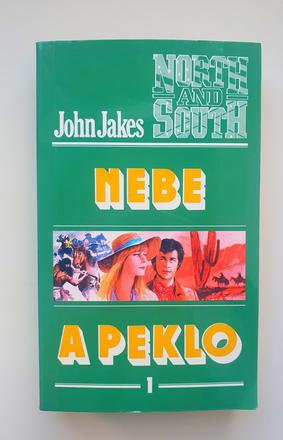 NORTH
AND
SOUTH
John Jakes
NEBE
A PEKLO
1